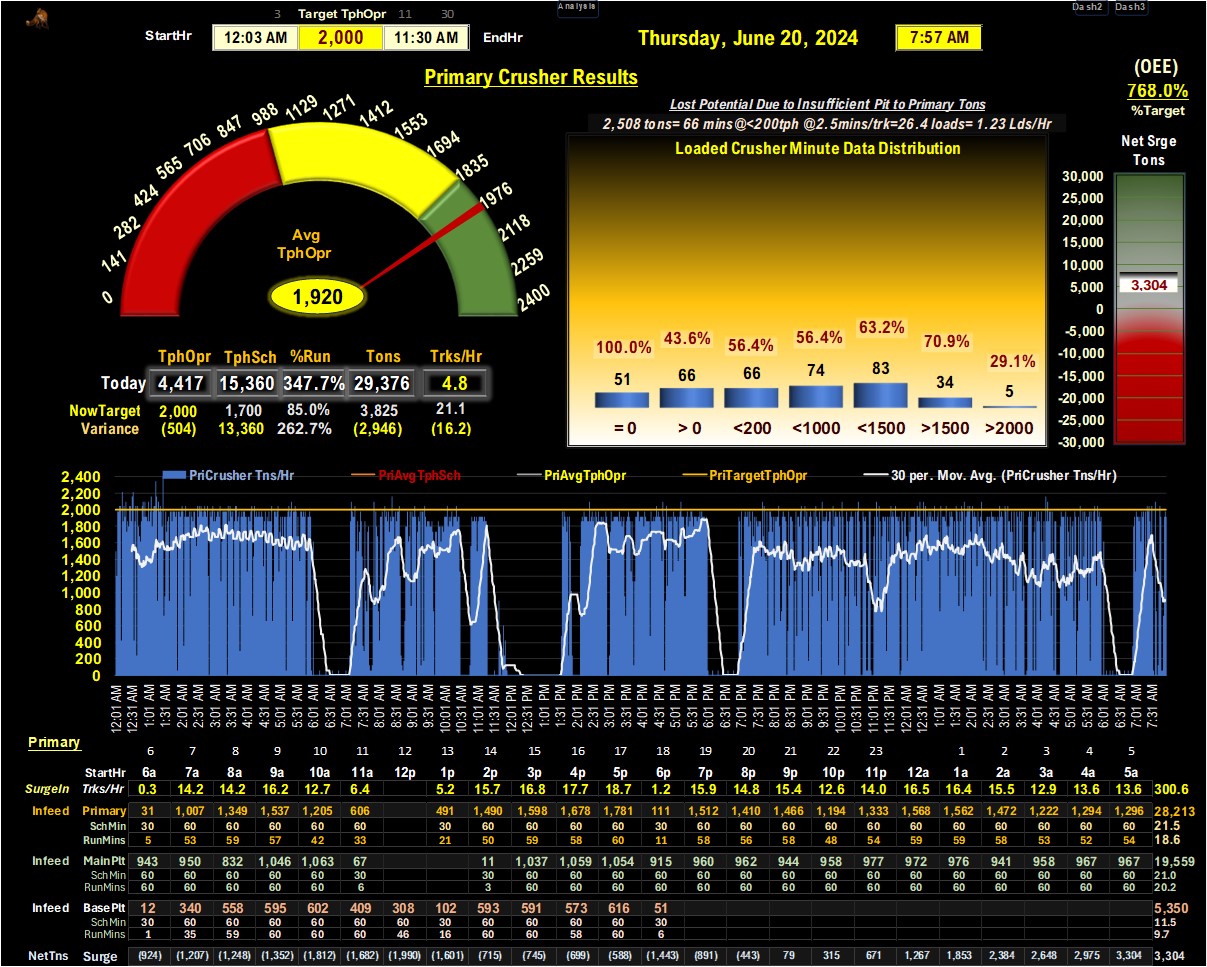 Analysis
Dash2 Dash3
3 Target TphOpr 11 30
StartHr 12:03 AM 2,000 11:30 AM EndHr
Thursday, June 20, 2024 7:57 AM
Primary Crusher Results
(OEE)
768.0%
%Target
Lost Potential Due to Insufficient Pit to Primary Tons
2,508 tons= 66 mins@<200tph @2.5mins/trk=26.4 loads= 1.23 Lds/Hr
Loaded Crusher Minute Data Distribution
100.0% 43.6% 56.4% 56.4% 63.2% 70.9% 29.1%
51 66 66 74 83 34 5
= 0 > 0 <200 <1000 <1500 >1500 >2000
Net Srge
Tons
30,000
25,000
20,000
15,000
10,000
5,000
0
-5,000
-10,000
-15,000
-20,000
-25,000
-30,000
3,304
0 141 282 424 565 706 847 988 1129 1271 1412 1553 1694 1835 1976 2118 2259 2400
Avg
TphOpr
1,920
TphOpr TphSch %Run Tons Trks/Hr
Today 4,417 15,360 347.7% 29,376 4.8
NowTarget 2,000 1,700 85.0% 3,825 21.1
Variance (504) 13,360 262.7% (2,946) (16.2)
PriCrusher Tns/Hr PriAvgTphSch PriAvgTphOpr PriTargetTphOpr 30 per. Mov. Avg. (PriCrusher Tns/Hr)
2,400
2,200
2,000
1,800
1,600
1,400
1,200
1,000
800
600
400
200
0
12:01 AM 12:31 AM 1:01 AM 1:31 AM 2:01 AM 2:31 AM 3:01 AM 3:31 AM 4:01 AM 4:31 AM 5:01 AM 5:31 AM 6:01 AM 6:31 AM 7:01 AM 7:31 AM 8:01 AM 8:31 AM 9:01 AM 9:31 AM 10:01 AM 10:31 AM 11:01 AM 11:31 AM 12:01 PM 12:31 PM 1:01 PM 1:31 PM 2:01 PM 2:31 PM 3:01 PM 3:31 PM 4:01 PM 4:31 PM 5:01 PM 5:31 PM 6:01 PM 6:31 PM 7:01 PM 7:31 PM 8:01 PM 8:31 PM 9:01 PM 9:31 PM 10:01 PM 10:31 PM 11:01 PM 11:31 PM 12:01 AM 12:31 AM 1:01 AM 1:31 AM 2:01 AM 2:31 AM 3:01 AM 3:31 AM 4:01 AM 4:31 AM 5:01 AM 5:31 AM 6:01 AM 6:31 AM 7:01 AM 7:31 AM
Primary
6 7 8 9 10 11 12 13 14 15 16 17 18 19 20 21 22 23 1 2 3 4 5
StartHr 6a 7a 8a 9a 10a 11a 12p 1p 2p 3p 4p 5p 6p 7p 8p 9p 10p 11p 12a 1a 2a 3a 4a 5a
SurgeIn Trks/Hr 0.3 14.2 14.2 16.2 12.7 6.4 5.2 15.7 16.8 17.7 18.7 1.2 15.9 14.8 15.4 12.6 14.0 16.5 16.4 15.5 12.9 13.6 13.6 300.6
Infeed Primary 31 1,007 1,349 1,537 1,205 606 491 1,490 1,598 1,678 1,781 111 1,512 1,410 1,466 1,194 1,333 1,568 1,562 1,472 1,222 1,294 1,296 28,213
SchMin 30 60 60 60 60 60 30 60 60 60 60 30 60 60 60 60 60 60 60 60 60 60 60 21.5
RunMins 5 53 59 57 42 33 21 50 59 58 60 11 58 56 58 48 54 59 59 58 53 52 54 18.6
Infeed MainPlt 943 950 832 1,046 1,063 67 11 1,037 1,059 1,054 915 960 962 944 958 977 972 976 941 958 967 967 19,559
SchMin 60 60 60 60 60 30 30 60 60 60 60 60 60 60 60 60 60 60 60 60 60 60 21.0
RunMins 60 60 60 60 60 6 3 60 60 60 60 60 60 60 60 60 60 60 60 60 60 60 20.2
Infeed BasePlt 12 340 558 595 602 409 308 102 593 591 573 616 51 5,350
SchMin 30 60 60 60 60 60 60 30 60 60 60 60 30 11.5
RunMins 1 35 59 60 60 60 46 16 60 60 58 60 6 9.7
NetTns Surge (924) (1,207) (1,248) (1,352) (1,812) (1,682) (1,990) (1,601) (715) (745) (699) (588) (1,443) (891) (443) 79 315 671 1,267 1,853 2,384 2,648 2,975 3,304 3,304